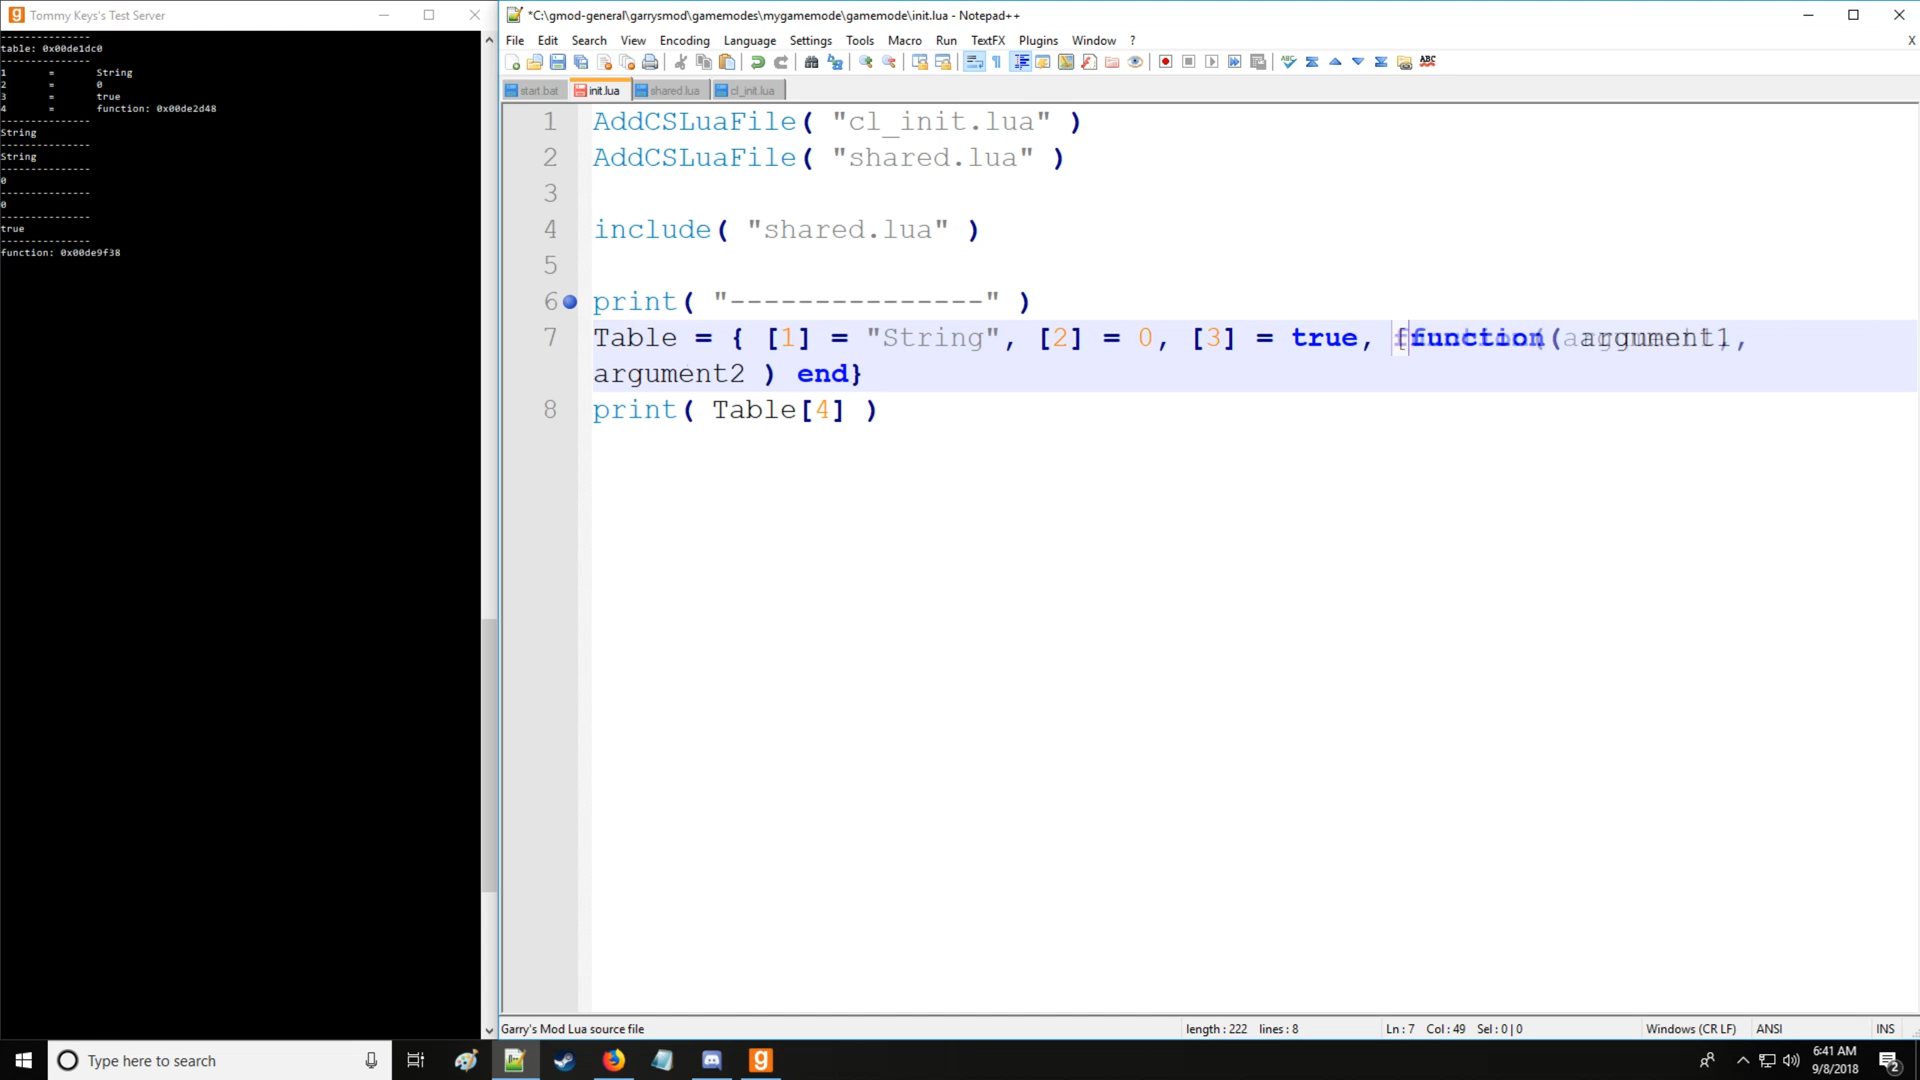 Tommy Keys's Test Server
---------------
table: 0x00de1dc0
---------------
1 = String
2 = 0
3 = true
4 = function: 0x00de2d48
---------------
String
---------------
String
---------------
0
---------------
0
---------------
true
---------------
function: 0x00de9f38
*C:\gmod-general\garrysmod\gamemodes\mygamemode\gamemode\init.lua - Notepad++
File Edit Search View Encoding Language Settings Tools Macro Run TextFX Plugins Window ? X
start.bat init.lua shared.lua cl_init.lua
1 AddCSLuaFile( "cl_init.lua" )
2 AddCSLuaFile( "shared.lua" )
3
4 include( "shared.lua" )
5
6 print( "---------------" )
7 Table = { [1] = "String", [2] = 0, [3] = true, [function( argument1,
argument2 ) end}
8 print( Table[4] )
Garry's Mod Lua source file length : 222 lines : 8 Ln : 7 Col : 49 Sel : 0 | 0 Windows (CR LF) ANSI INS
Type here to search
6:41 AM
9/8/2018
2